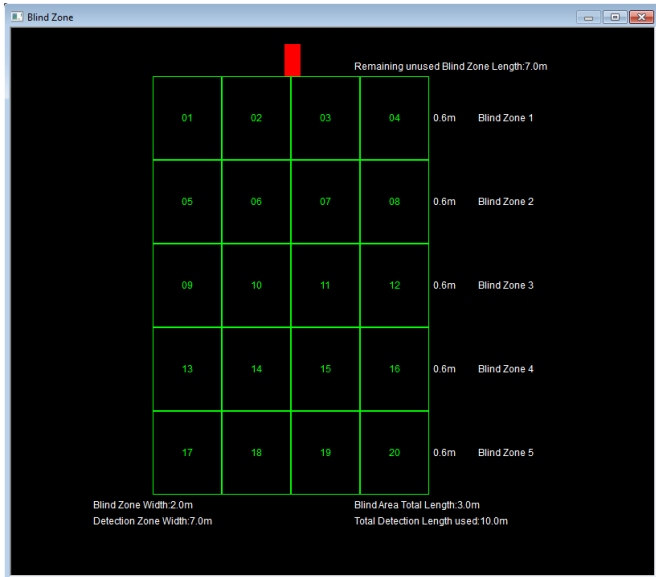 Blind Zone
Remaining unused Blind Zone Length:7.0m
01 02 03 04 0.6m Blind Zone 1
05 06 07 08 0.6m Blind Zone 2
09 10 11 12 0.6m Blind Zone 3
13 14 15 16 0.6m Blind Zone 4
17 18 19 20 0.6m Blind Zone 5
Blind Zone Width:2.0m Blind Area Total Length:3.0m
Detection Zone Width:7.0m Total Detection Length used:10.0m